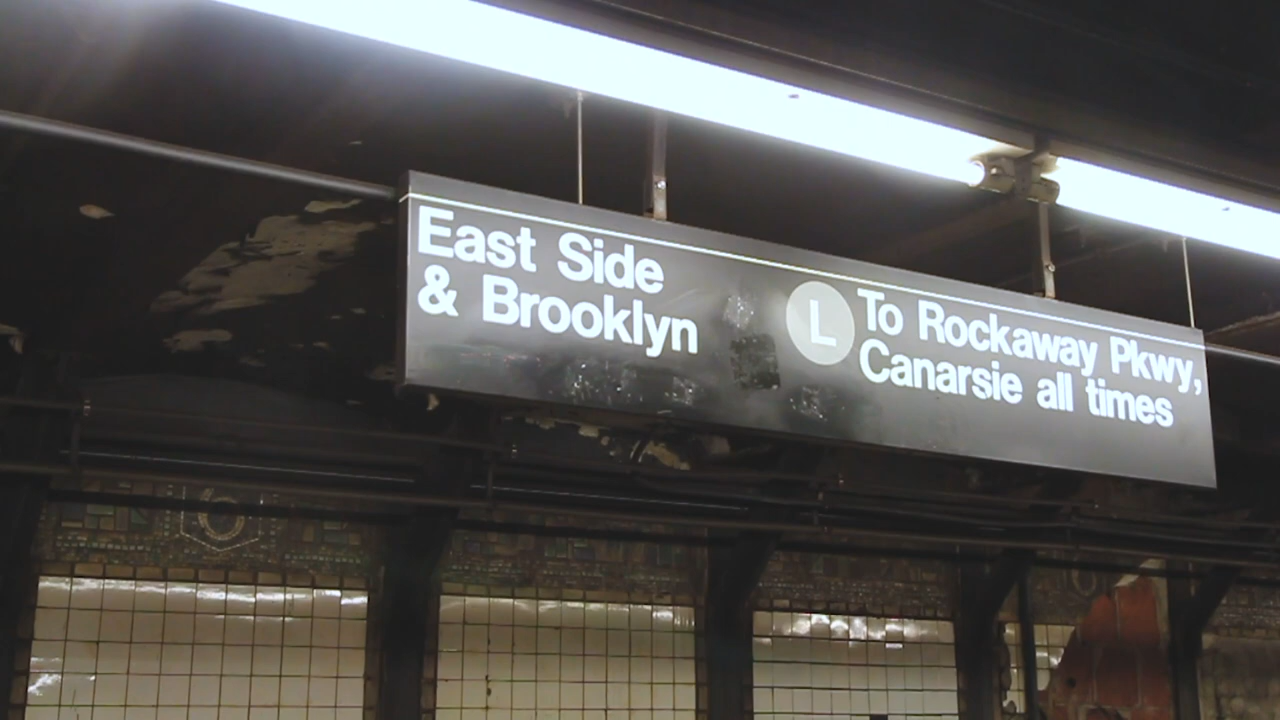 East Side
& Brooklyn
L
To Rockaway Pkwy,
Canarsie all times